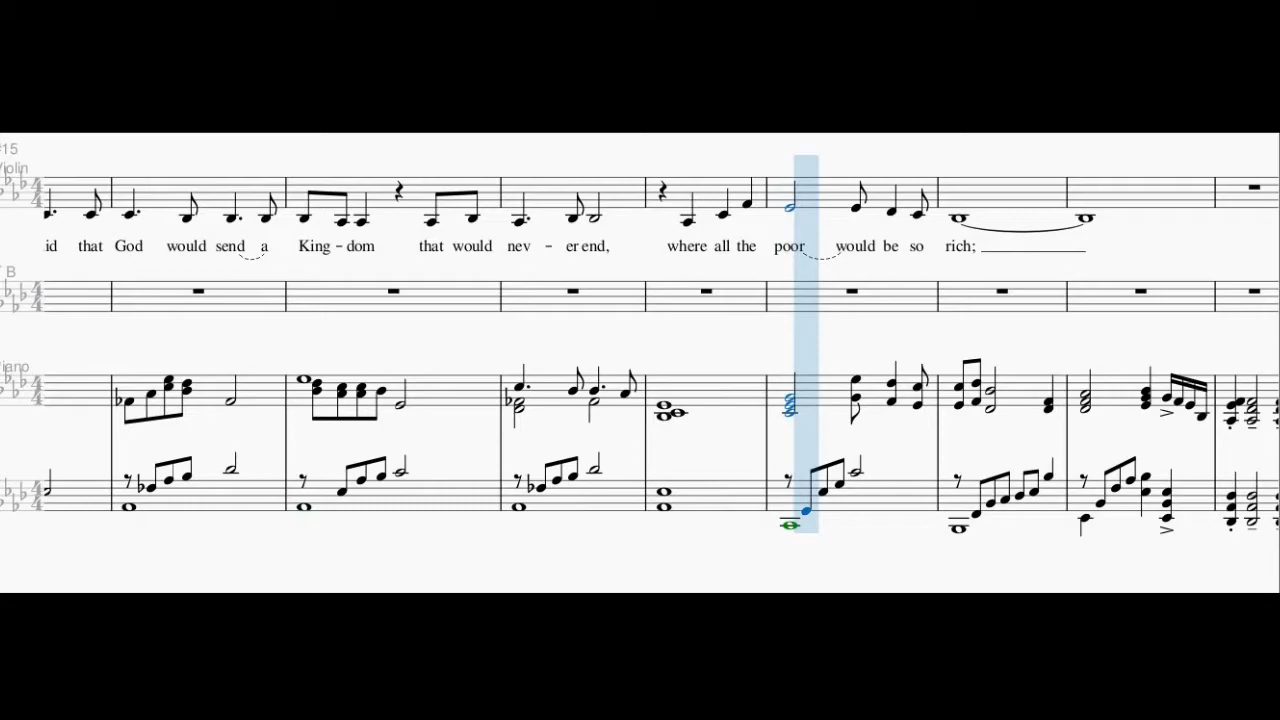 #15
Violin
id that God would send a King - dom that would nev - er end, where all the poor would be so rich;
B
Piano